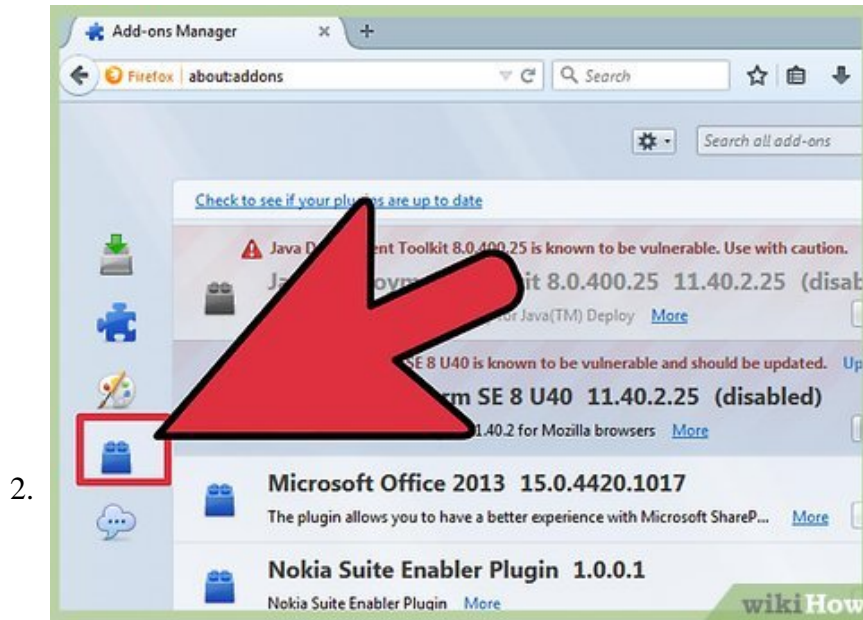 Add-ons Manager
Firefox about:addons Search
Search all add-ons
Check to see if your plugins are up to date
Java D ent Toolkit 8.0.400.25 is known to be vulnerable. Use with caution.
Ja oym it 8.0.400.25 11.40.2.25 (disab
for Java(TM) Deploy More
SE 8 U40 is known to be vulnerable and should be updated. Up
rm SE 8 U40 11.40.2.25 (disabled)
1.40.2 for Mozilla browsers More
2.
Microsoft Office 2013 15.0.4420.1017
The plugin allows you to have a better experience with Microsoft ShareP... More
Nokia Suite Enabler Plugin 1.0.0.1
Nokia Suite Enabler Plugin More
wikiHow